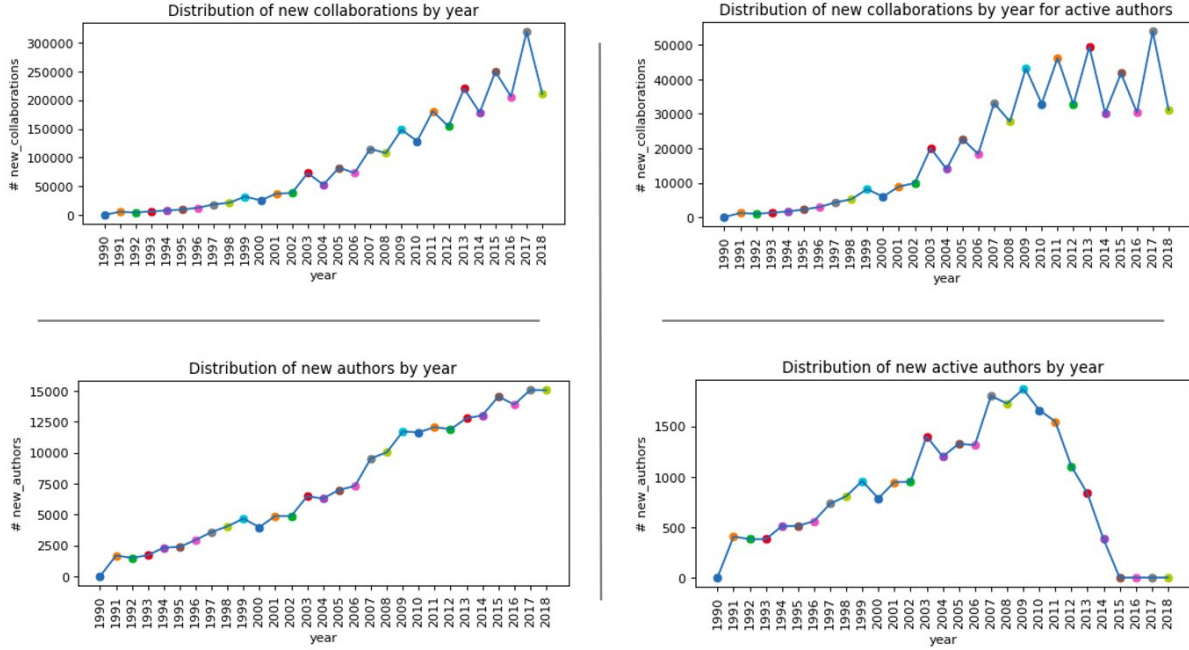 Distribution of new collaborations by year
# new_collaborations
300000
250000
200000
150000
100000
50000
0
1990 1991 1992 1993 1994 1995 1996 1997 1998 1999 2000 2001 2002 2003 2004 2005 2006 2007 2008 2009 2010 2011 2012 2013 2014 2015 2016 2017 2018
year
Distribution of new collaborations by year for active authors
# new_collaborations
50000
40000
30000
20000
10000
0
1990 1991 1992 1993 1994 1995 1996 1997 1998 1999 2000 2001 2002 2003 2004 2005 2006 2007 2008 2009 2010 2011 2012 2013 2014 2015 2016 2017 2018
year
Distribution of new authors by year
# new_authors
15000
12500
10000
7500
5000
2500
0
1990 1991 1992 1993 1994 1995 1996 1997 1998 1999 2000 2001 2002 2003 2004 2005 2006 2007 2008 2009 2010 2011 2012 2013 2014 2015 2016 2017 2018
year
Distribution of new active authors by year
# new_authors
1500
1000
500
0
1990 1991 1992 1993 1994 1995 1996 1997 1998 1999 2000 2001 2002 2003 2004 2005 2006 2007 2008 2009 2010 2011 2012 2013 2014 2015 2016 2017 2018
year